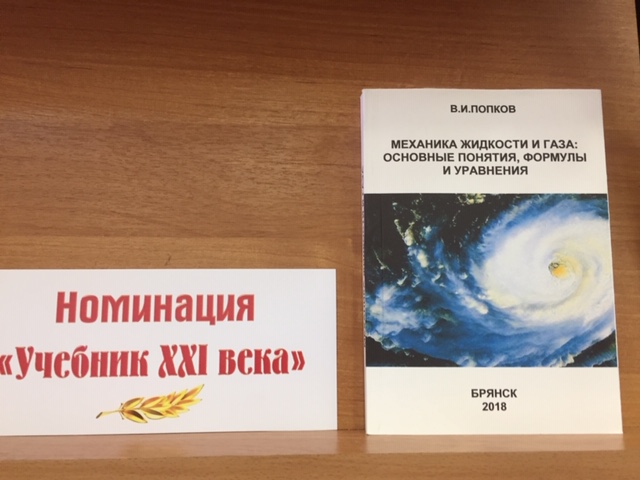 Номинация
«Учебник XXI века»
В.И.ПОПКОВ
МЕХАНИКА ЖИДКОСТИ И ГАЗА:
ОСНОВНЫЕ ПОНЯТИЯ, ФОРМУЛЫ
И УРАВНЕНИЯ
БРЯНСК
2018